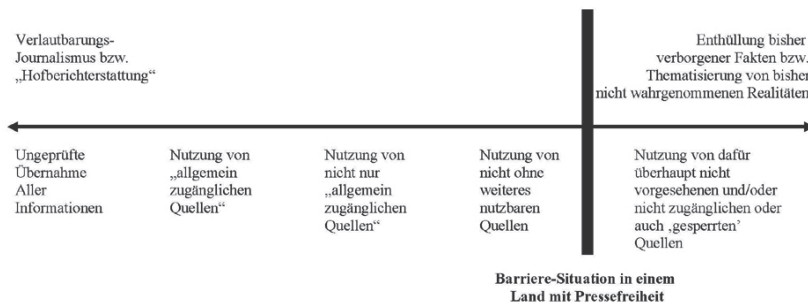 Verlautbarungs-
Journalismus bzw.
„Hofberichterstattung“
Enthüllung bisher
verborgener Fakten bzw.
Thematisierung von bisher
nicht wahrgenommenen Realitäten
Ungeprüfte
Übernahme
Aller
Informationen
Nutzung von
„allgemein
zugänglichen
Quellen“
Nutzung von
nicht nur
„allgemein
zugänglichen
Quellen“
Nutzung von
nicht ohne
weiteres
nutzbaren
Quellen
Nutzung von dafür
überhaupt nicht
vorgesehenen und/oder
nicht zugänglichen oder
auch ‚gesperrten’
Quellen
Barriere-Situation in einem
Land mit Pressefreiheit